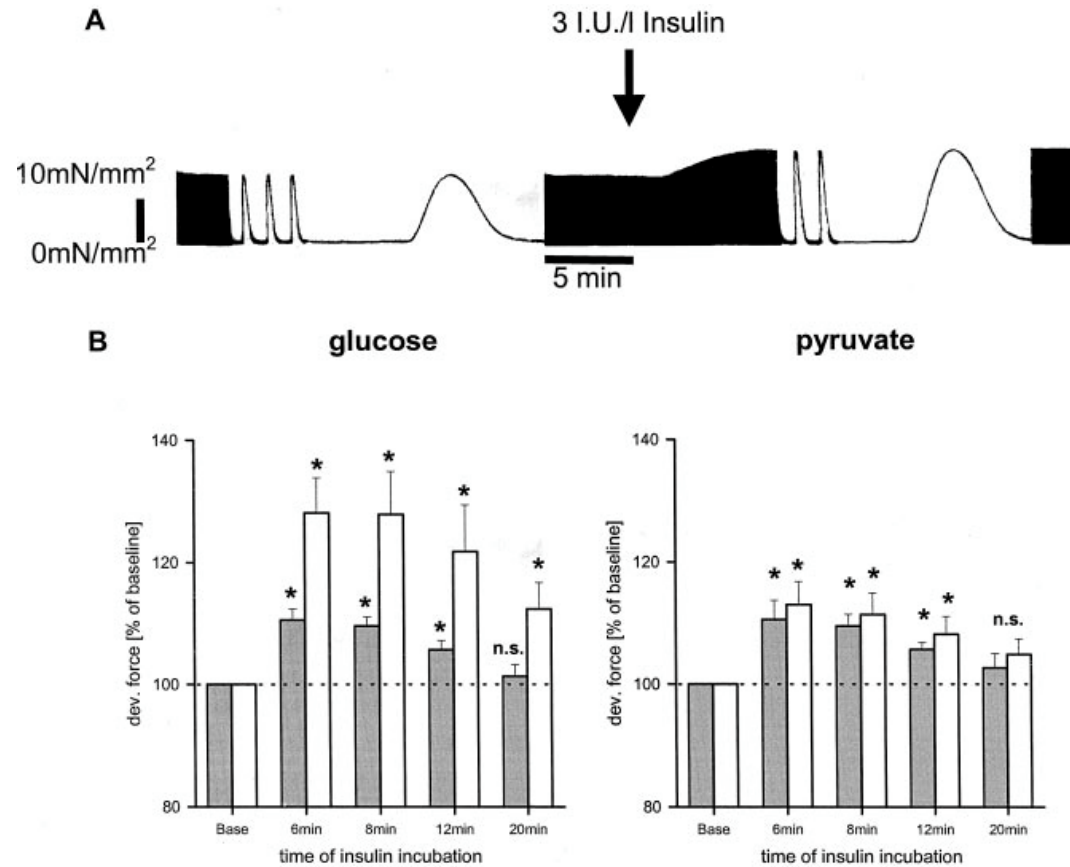 A
3 I.U./l Insulin
10mN/mm²
0mN/mm²
5 min
B
glucose
pyruvate
dev. force [% of baseline]
140
120
100
80
* * * * * * n.s. *
Base 6min 8min 12min 20min
time of insulin incubation
dev. force [% of baseline]
140
120
100
80
* * * * * * n.s.
Base 6min 8min 12min 20min
time of insulin incubation